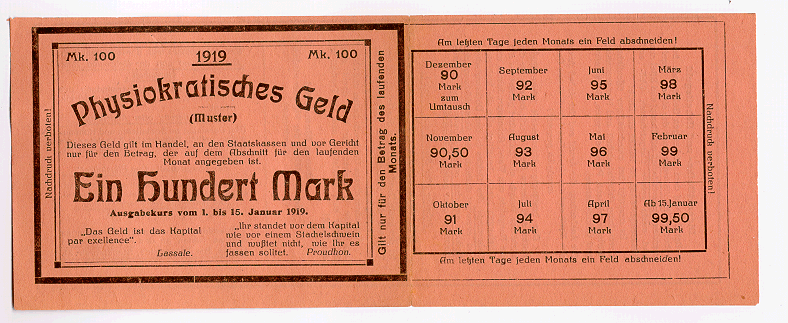 Mk. 100
1919
Mk. 100
Physiokratisches Geld
(Muster)
Dieses Geld gilt im Handel, an den Staatskassen und vor Gericht
nur für den Betrag, der auf dem Abschnitt für den laufenden
Monat angegeben ist.
Ein Hundert Mark
Ausgabekurs vom 1. bis 15. Januar 1919.
„Das Geld ist das Kapital
par exellence".
Lassale.
„Ihr standet vor dem Kapital
wie vor einem Stachelschwein
und wußtet nicht, wie Ihr es
fassen solltet. Proudhon.
Nachdruck verboten!
Gilt nur für den Betrag des laufenden
Monats.
Am letzten Tage jeden Monats ein Feld abschneiden!
Dezember
90
Mark
zum
Umtausch
September
92
Mark
Juni
95
Mark
März
98
Mark
November
90,50
Mark
August
93
Mark
Mai
96
Mark
Februar
99
Mark
Oktober
91
Mark
Juli
94
Mark
April
97
Mark
Ab 15. Januar
99,50
Mark
Nachdruck verboten!
Am letzten Tage jeden Monats ein Feld abschneiden!